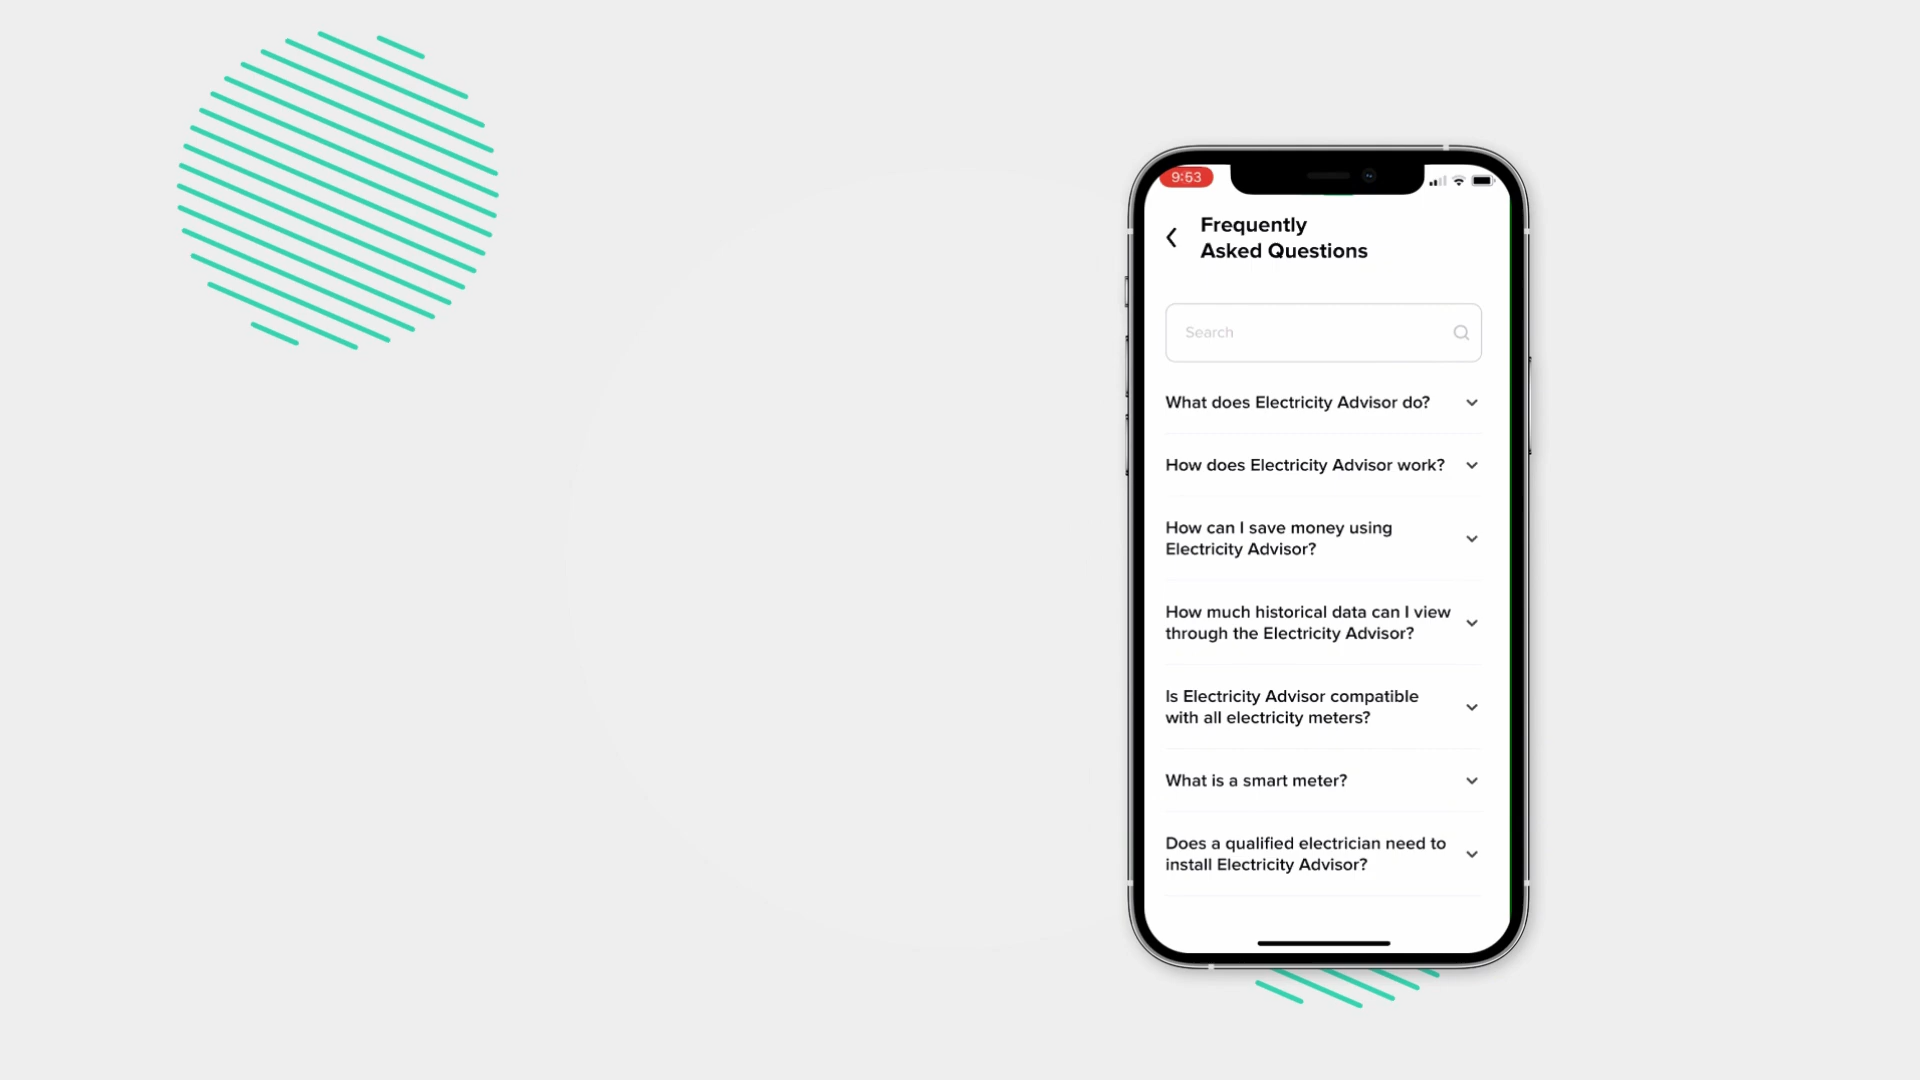 9:53
Frequently
Asked Questions
Search
What does Electricity Advisor do?
How does Electricity Advisor work?
How can I save money using
Electricity Advisor?
How much historical data can I view
through the Electricity Advisor?
Is Electricity Advisor compatible
with all electricity meters?
What is a smart meter?
Does a qualified electrician need to
install Electricity Advisor?